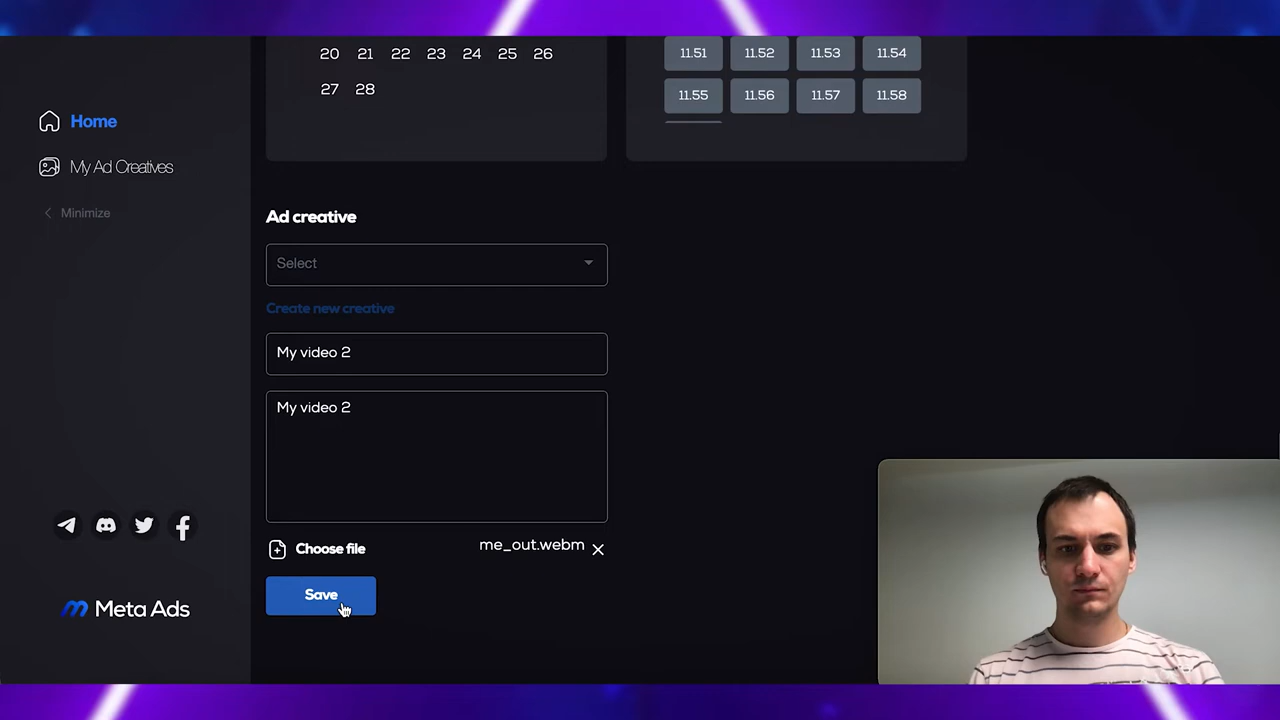 20 21 22 23 24 25 26
27 28
11.51 11.52 11.53 11.54
11.55 11.56 11.57 11.58
Home
My Ad Creatives
Minimize
Ad creative
Select
Create new creative
My video 2
My video 2
Choose file
me_out.webm
Save
Meta Ads